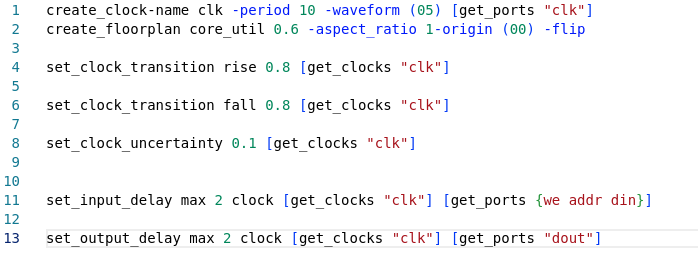 1 create_clock-name clk -period 10 -waveform (05) [get_ports "clk"]
2 create_floorplan core_util 0.6 -aspect_ratio 1-origin (00) -flip
3
4 set_clock_transition rise 0.8 [get_clocks "clk"]
5
6 set_clock_transition fall 0.8 [get_clocks "clk"]
7
8 set_clock_uncertainty 0.1 [get_clocks "clk"]
9
10
11 set_input_delay max 2 clock [get_clocks "clk"] [get_ports {we addr din}]
12
13 set_output_delay max 2 clock [get_clocks "clk"] [get_ports "dout"]